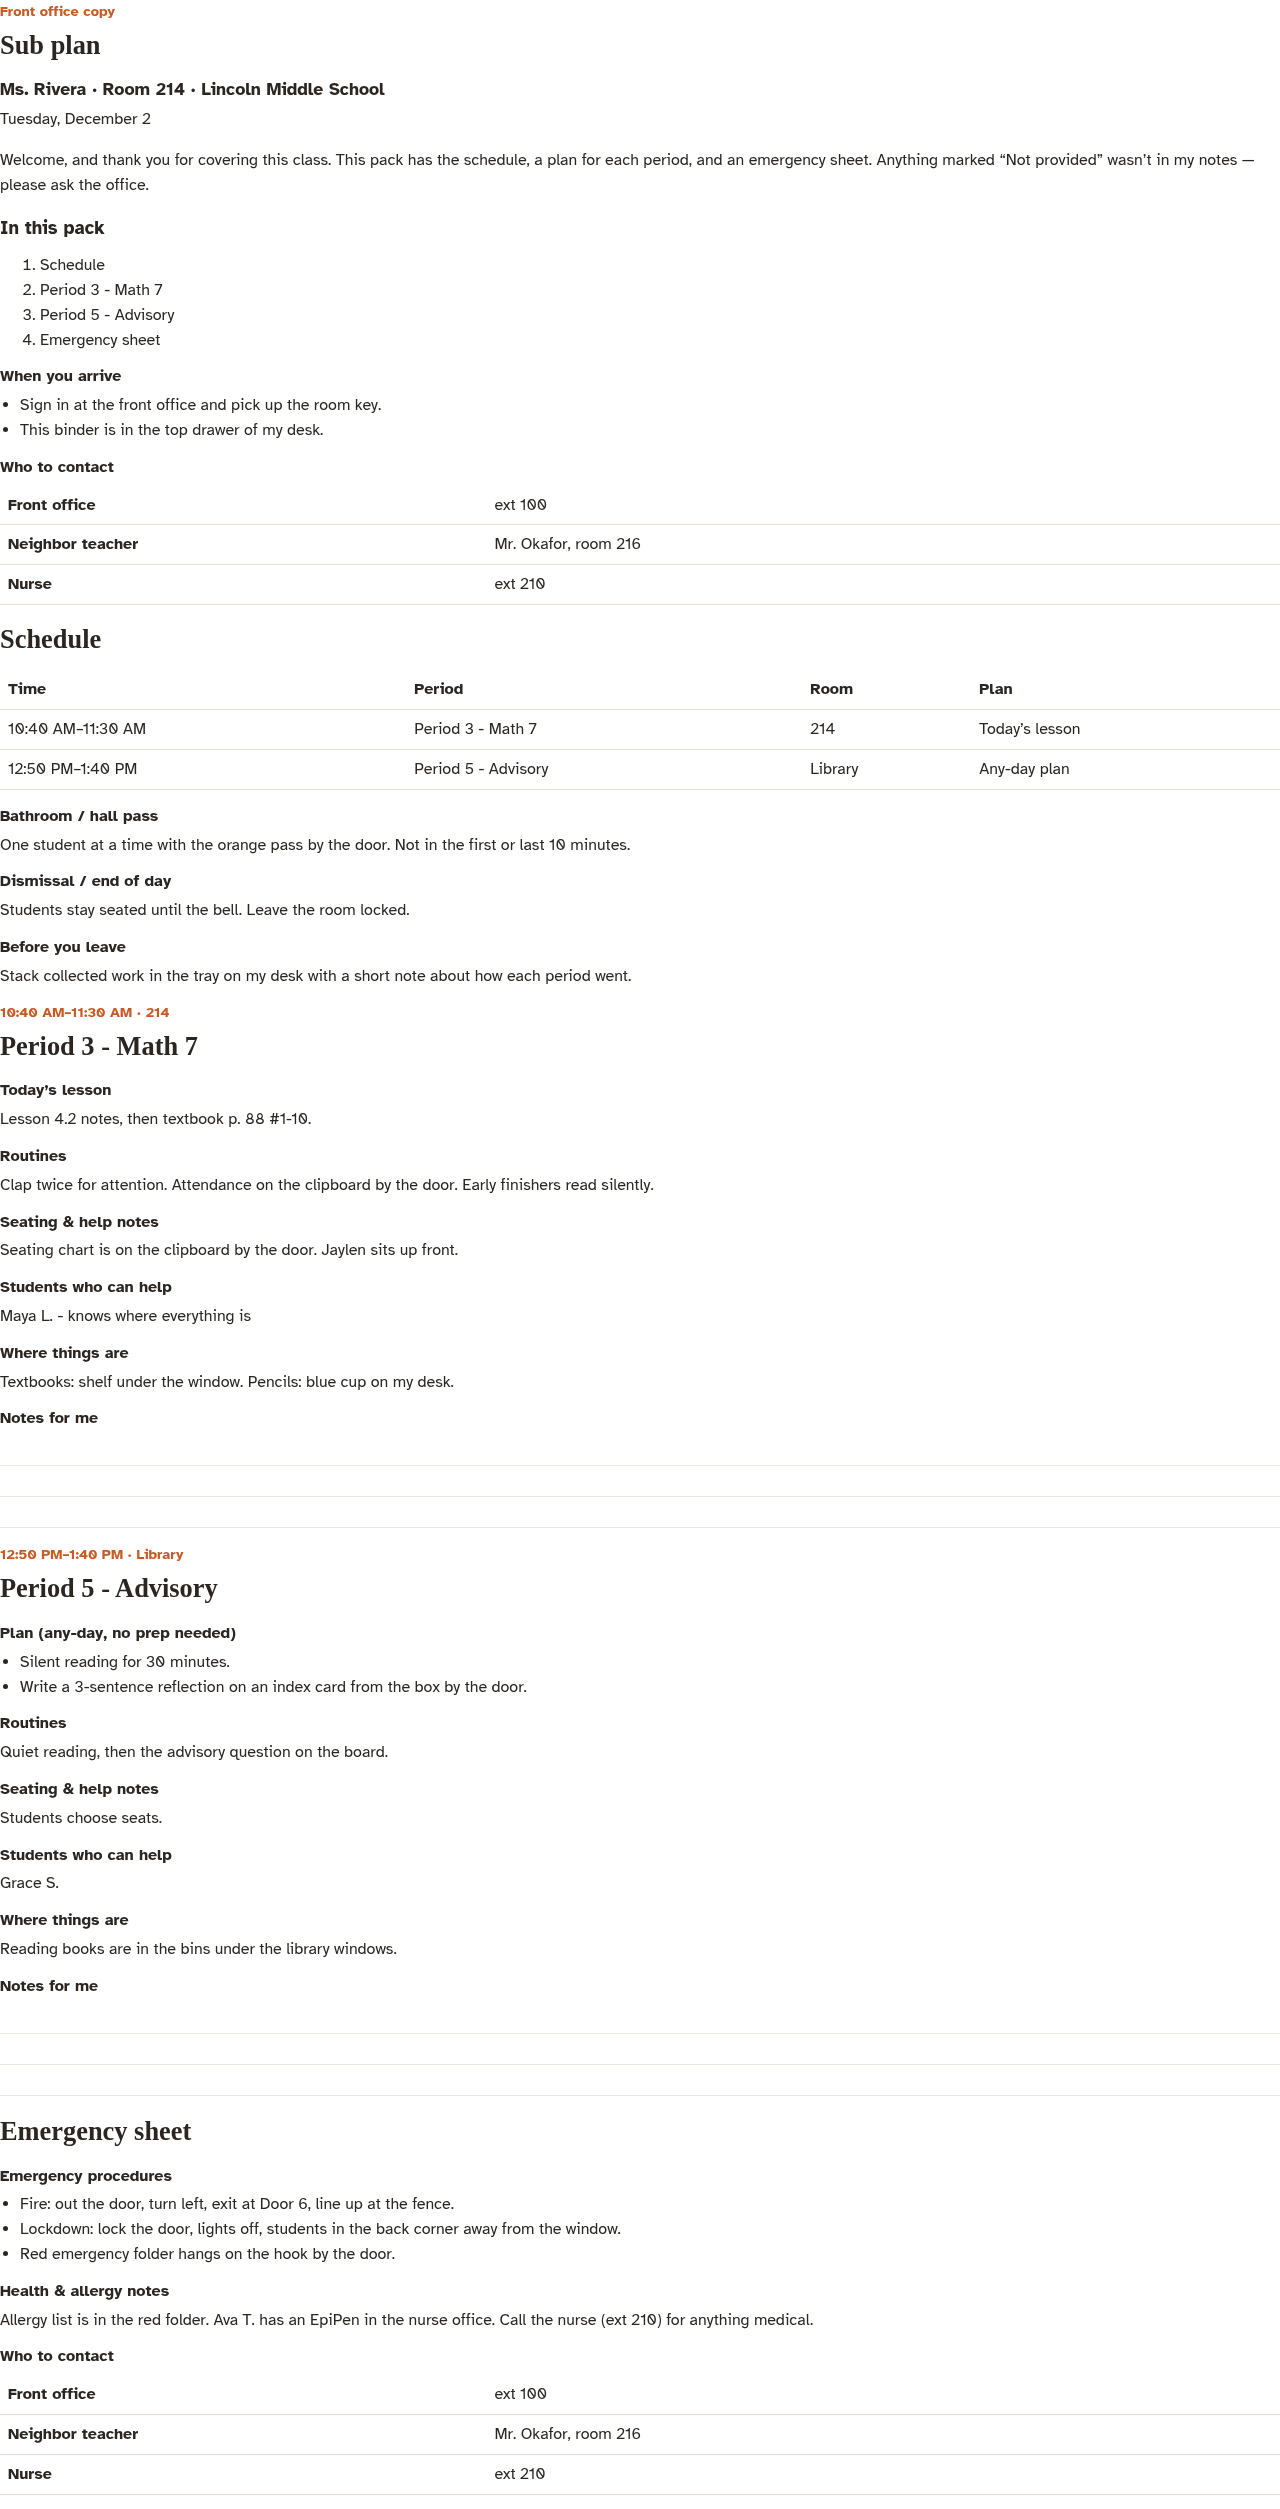 Front office copy
Sub plan
Ms. Rivera · Room 214 · Lincoln Middle School
Tuesday, December 2
Welcome, and thank you for covering this class. This pack has the schedule, a plan for each period, and an emergency sheet. Anything marked “Not provided” wasn’t in my notes —
please ask the office.
In this pack
1. Schedule
2. Period 3 - Math 7
3. Period 5 - Advisory
4. Emergency sheet
When you arrive
• Sign in at the front office and pick up the room key.
• This binder is in the top drawer of my desk.
Who to contact
Front office ext 100
Neighbor teacher Mr. Okafor, room 216
Nurse ext 210
Schedule
Time Period Room Plan
10:40 AM–11:30 AM Period 3 - Math 7 214 Today’s lesson
12:50 PM–1:40 PM Period 5 - Advisory Library Any-day plan
Bathroom / hall pass
One student at a time with the orange pass by the door. Not in the first or last 10 minutes.
Dismissal / end of day
Students stay seated until the bell. Leave the room locked.
Before you leave
Stack collected work in the tray on my desk with a short note about how each period went.
10:40 AM–11:30 AM · 214
Period 3 - Math 7
Today’s lesson
Lesson 4.2 notes, then textbook p. 88 #1-10.
Routines
Clap twice for attention. Attendance on the clipboard by the door. Early finishers read silently.
Seating & help notes
Seating chart is on the clipboard by the door. Jaylen sits up front.
Students who can help
Maya L. - knows where everything is
Where things are
Textbooks: shelf under the window. Pencils: blue cup on my desk.
Notes for me
12:50 PM–1:40 PM · Library
Period 5 - Advisory
Plan (any-day, no prep needed)
• Silent reading for 30 minutes.
• Write a 3-sentence reflection on an index card from the box by the door.
Routines
Quiet reading, then the advisory question on the board.
Seating & help notes
Students choose seats.
Students who can help
Grace S.
Where things are
Reading books are in the bins under the library windows.
Notes for me
Emergency sheet
Emergency procedures
• Fire: out the door, turn left, exit at Door 6, line up at the fence.
• Lockdown: lock the door, lights off, students in the back corner away from the window.
• Red emergency folder hangs on the hook by the door.
Health & allergy notes
Allergy list is in the red folder. Ava T. has an EpiPen in the nurse office. Call the nurse (ext 210) for anything medical.
Who to contact
Front office ext 100
Neighbor teacher Mr. Okafor, room 216
Nurse ext 210